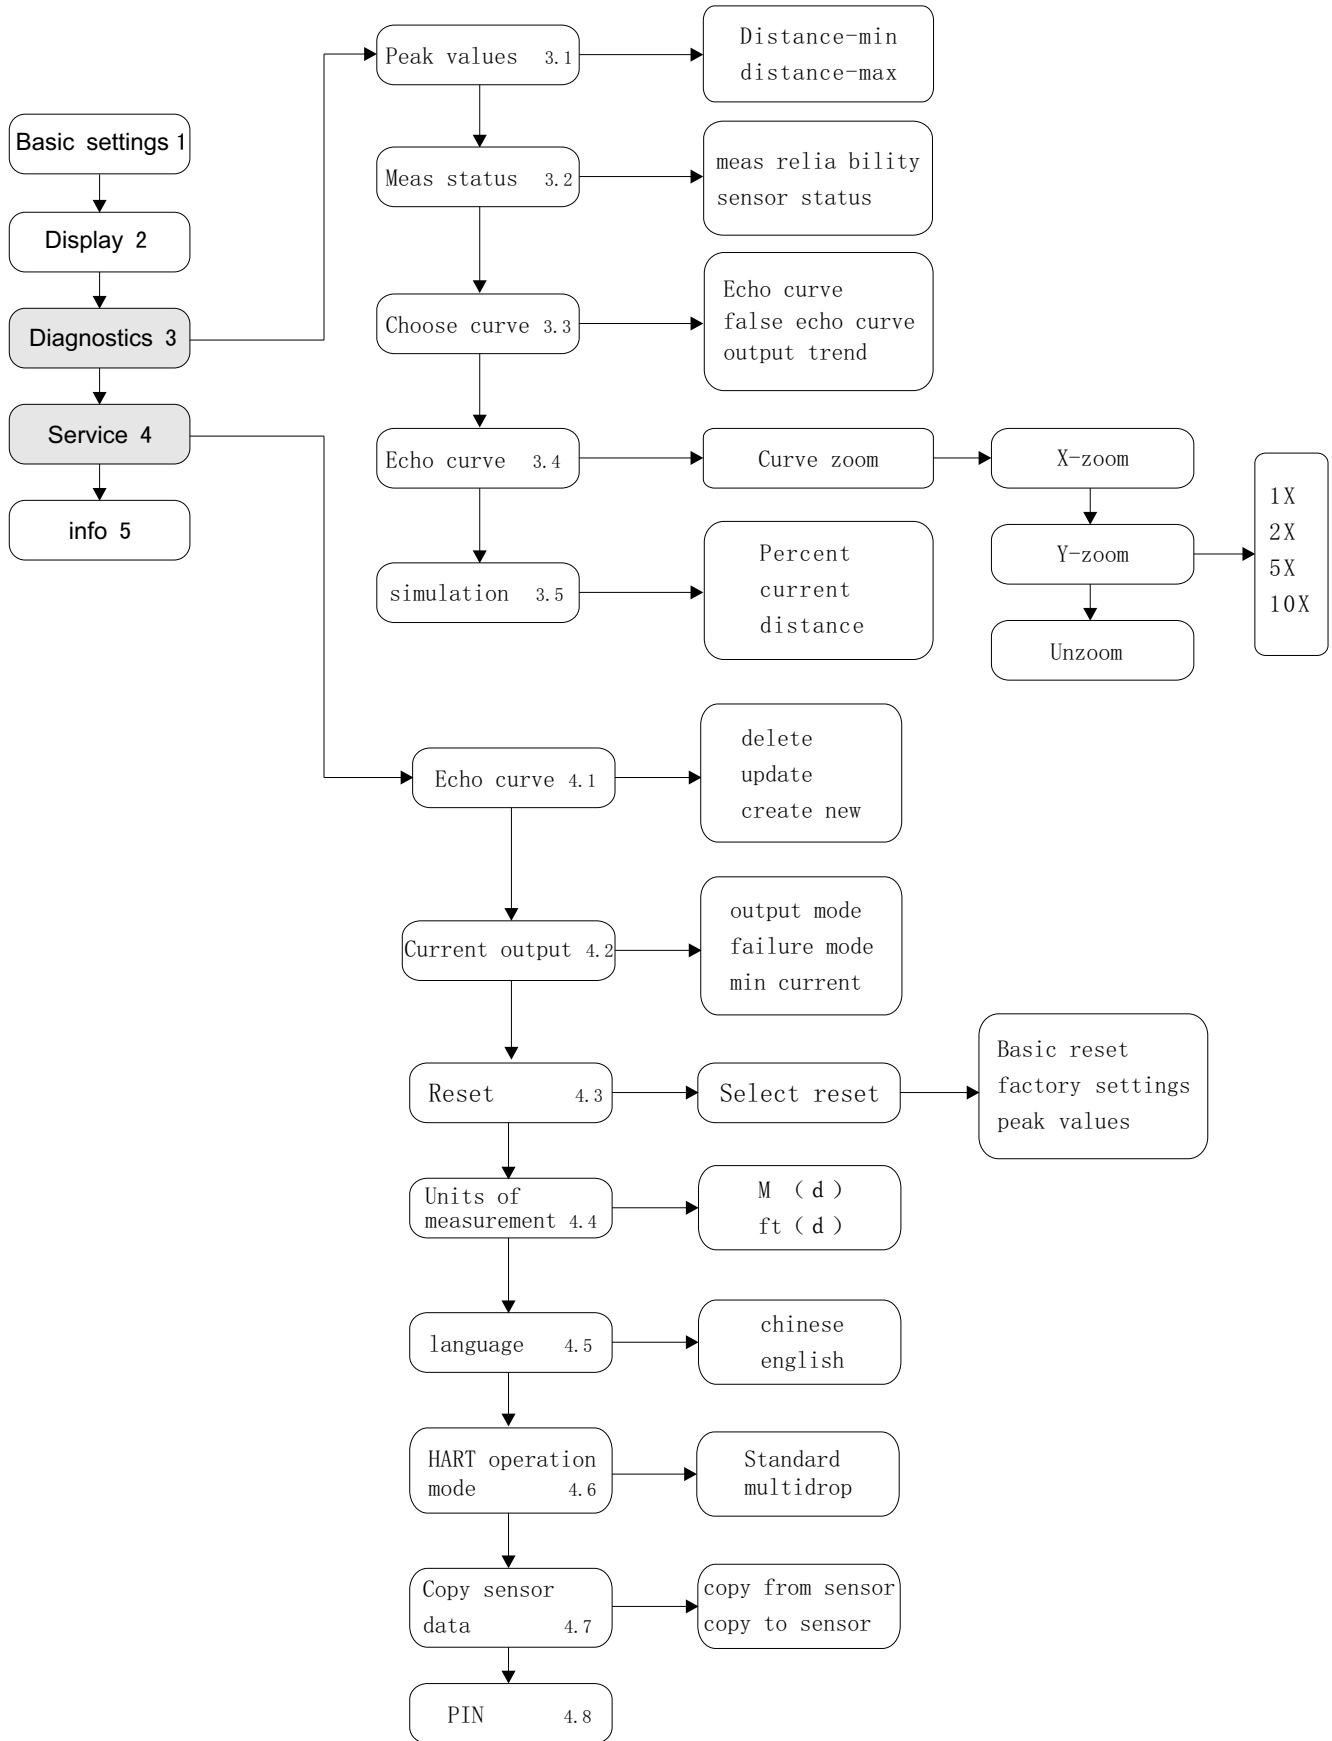 Basic settings 1
Display 2
Diagnostics 3
Service 4
info 5
Peak values 3.1
Distance-min
distance-max
Meas status 3.2
meas relia bility
sensor status
Choose curve 3.3
Echo curve
false echo curve
output trend
Echo curve 3.4
Curve zoom
X-zoom
Y-zoom
Unzoom
1X
2X
5X
10X
simulation 3.5
Percent
current
distance
Echo curve 4.1
delete
update
create new
Current output 4.2
output mode
failure mode
min current
Reset 4.3
Select reset
Basic reset
factory settings
peak values
Units of
measurement 4.4
M （d）
ft（d）
language 4.5
chinese
english
HART operation
mode 4.6
Standard
multidrop
Copy sensor
data 4.7
copy from sensor
copy to sensor
PIN 4.8